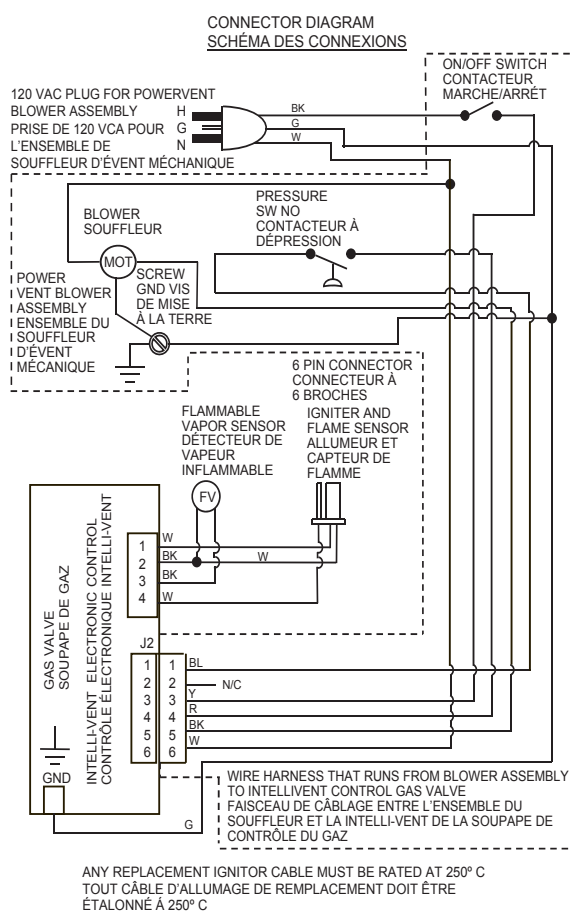 CONNECTOR DIAGRAM
SCHÉMA DES CONNEXIONS
ON/OFF SWITCH
CONTACTEUR
MARCHE/ARRÉT
120 VAC PLUG FOR POWERVENT
BLOWER ASSEMBLY
PRISE DE 120 VCA POUR
L'ENSEMBLE DE
SOUFFLEUR D'ÉVENT MÉCHANIQUE
H
G
N
BK
G
W
BLOWER
SOUFFLEUR
MOT
PRESSURE
SW NO
CONTACTEUR À
DÉPRESSION
SCREW
GND VIS
DE MISE
À LA TERRE
POWER
VENT BLOWER
ASSEMBLY
ENSEMBLE DU
SOUFFLEUR
D'ÉVENT
MÉCANIQUE
6 PIN CONNECTOR
CONNECTEUR À
6 BROCHES
FLAMMABLE
VAPOR SENSOR
DÉTECTEUR DE
VAPEUR
INFLAMMABLE
IGNITER AND
FLAME SENSOR
ALLUMEUR ET
CAPTEUR DE
FLAMME
FV
GAS VALVE
SOUPAPE DE GAZ
INTELLI-VENT ELECTRONIC CONTROL
CONTRÔLE ÉLECTRONIQUE INTELLI-VENT
1 W
2 BK W
3 BK
4 W
J2
1 1 BL
2 2 N/C
3 3 Y
4 4 R
5 5 BK
6 6 W
GND
G
WIRE HARNESS THAT RUNS FROM BLOWER ASSEMBLY
TO INTELLIVENT CONTROL GAS VALVE
FAISCEAU DE CÂBLAGE ENTRE L'ENSEMBLE DU
SOUFFLEUR ET LA INTELLI-VENT DE LA SOUPAPE DE
CONTRÔLE DU GAZ
ANY REPLACEMENT IGNITOR CABLE MUST BE RATED AT 250º C
TOUT CÂBLE D'ALLUMAGE DE REMPLACEMENT DOIT ÊTRE
ÉTALONNÉ Á 250º C